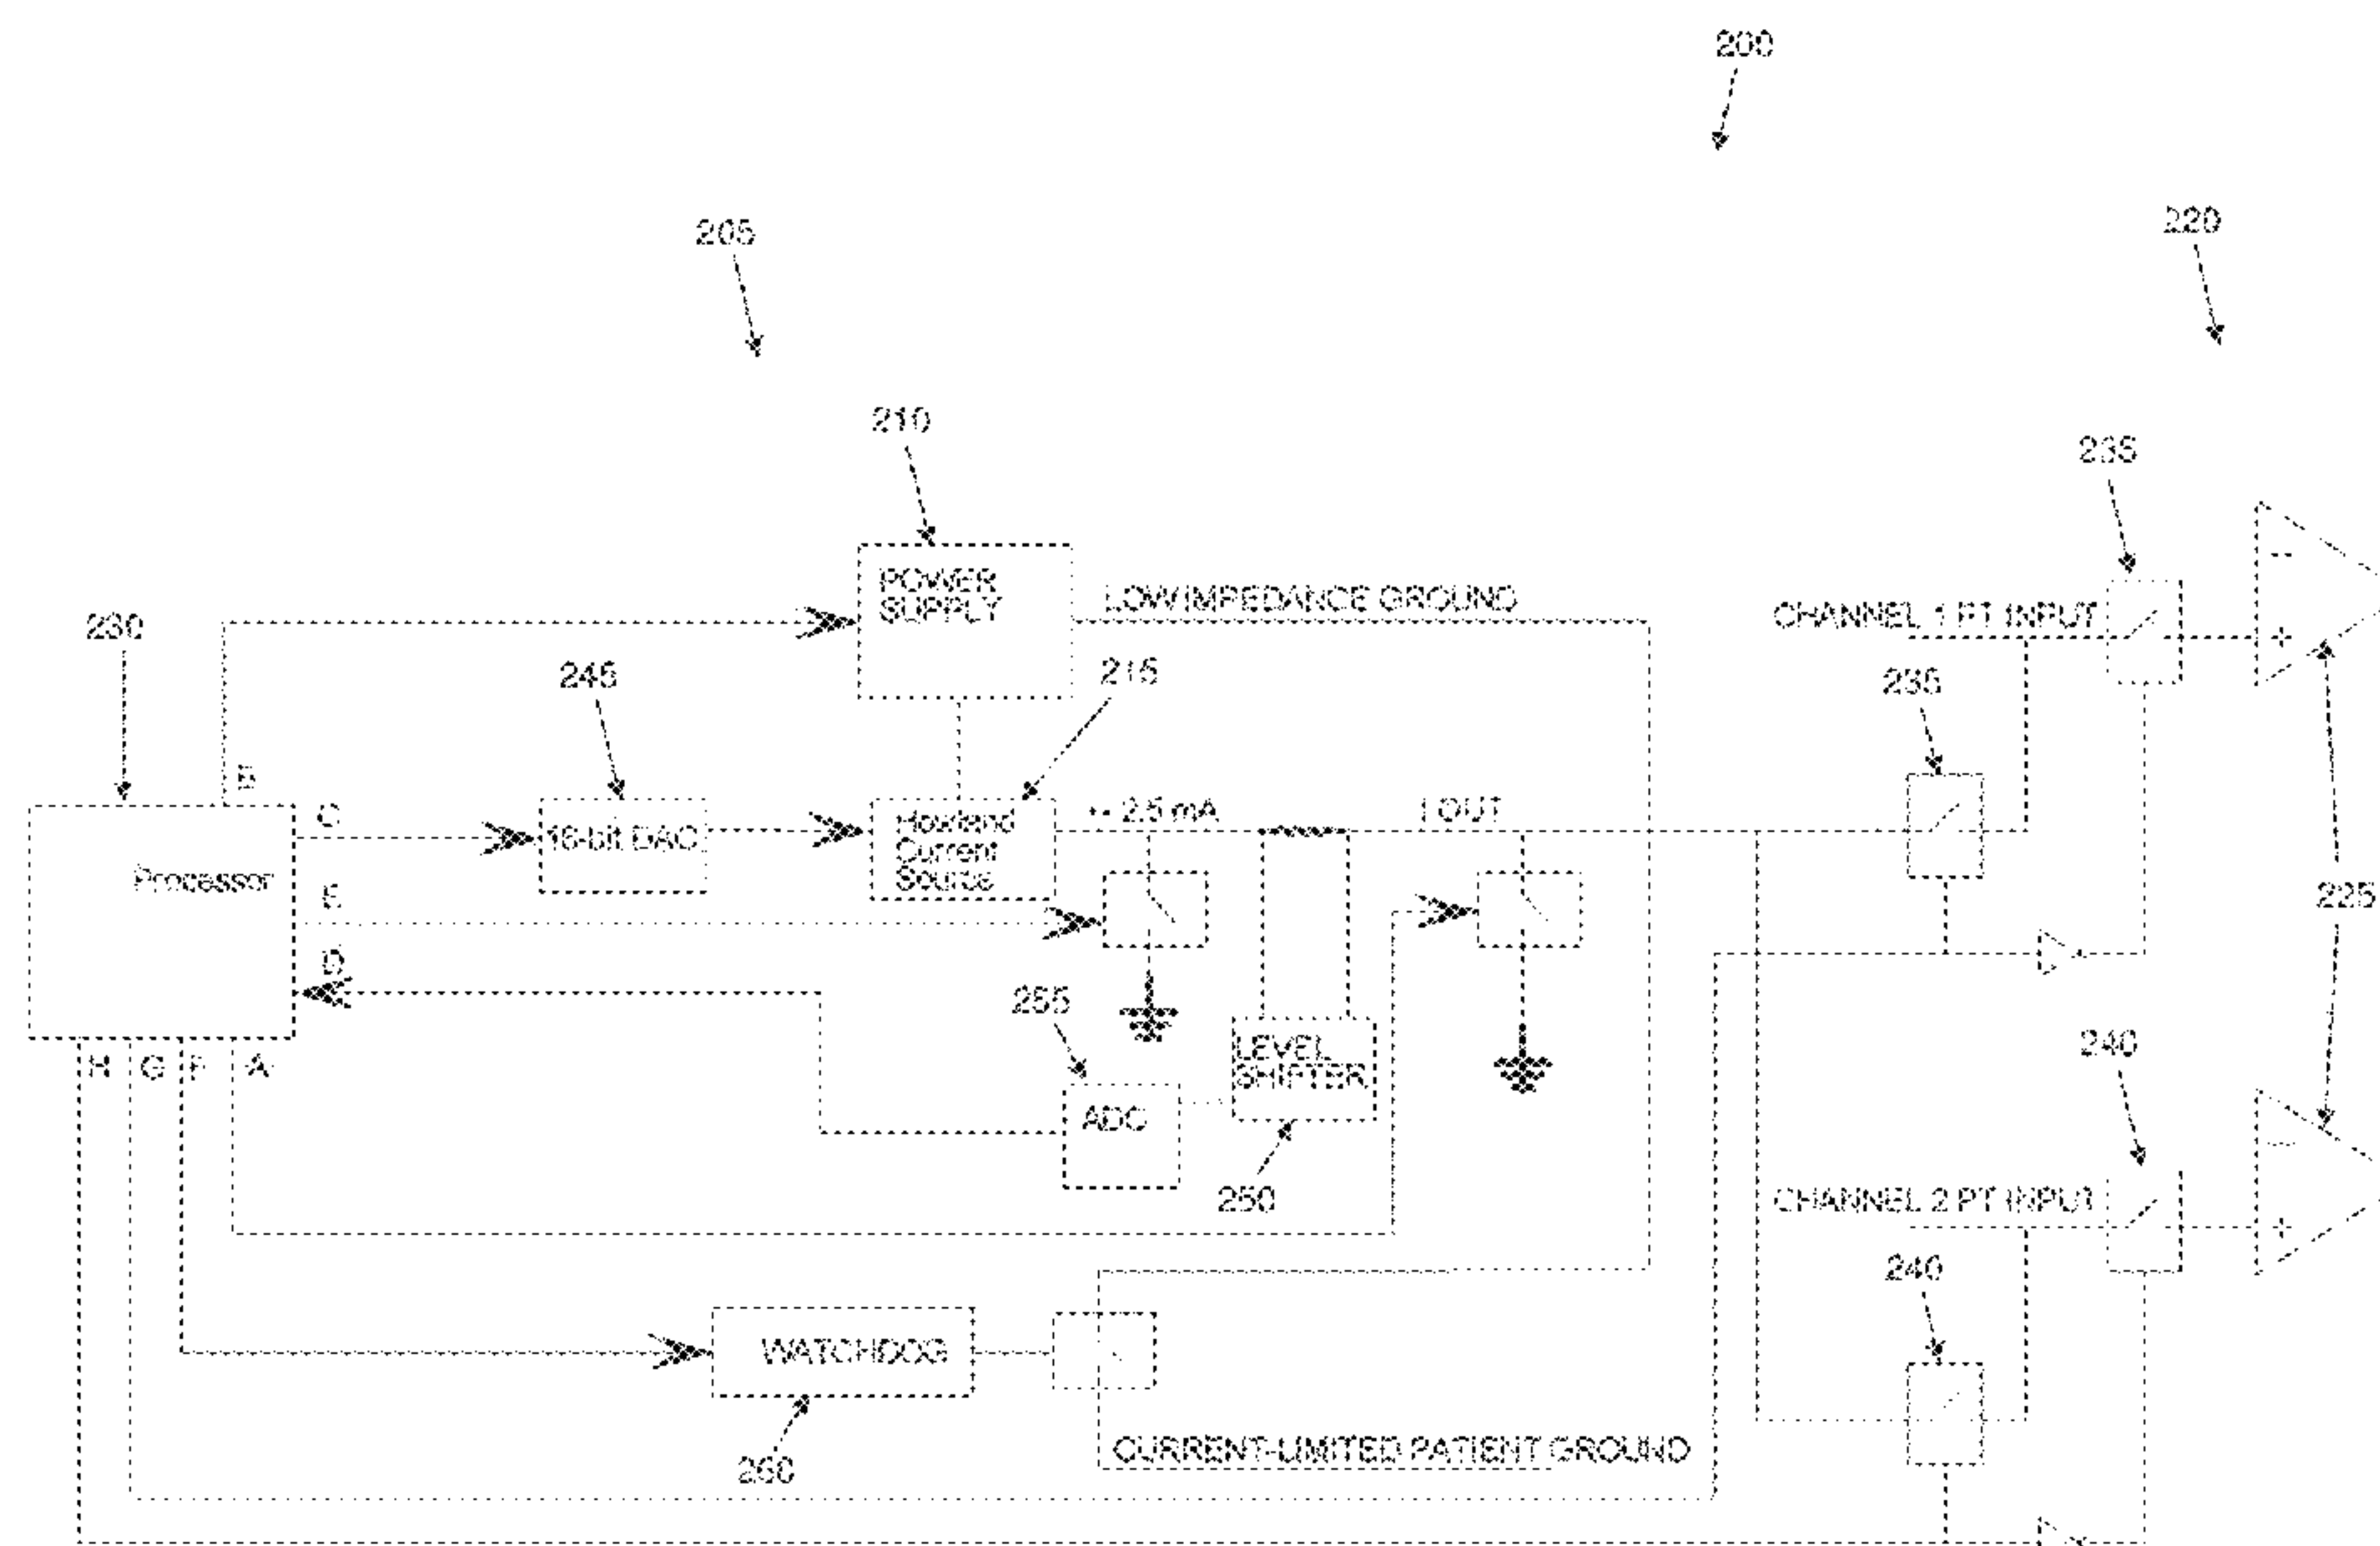 200
205
220
210
235
POWER
SUPPLY
LOW IMPEDANCE GROUND
CHANNEL 1 PT INPUT
-
+
230
245
215
235
B
C
16-bit DAC
Howland
Current
Source
+- 2.5 mA
I OUT
Processor
E
225
D
255
240
H
G
F
A
LEVEL
SHIFTER
ADC
250
CHANNEL 2 PT INPUT
-
+
240
WATCHDOG
CURRENT-LIMITED PATIENT GROUND
260